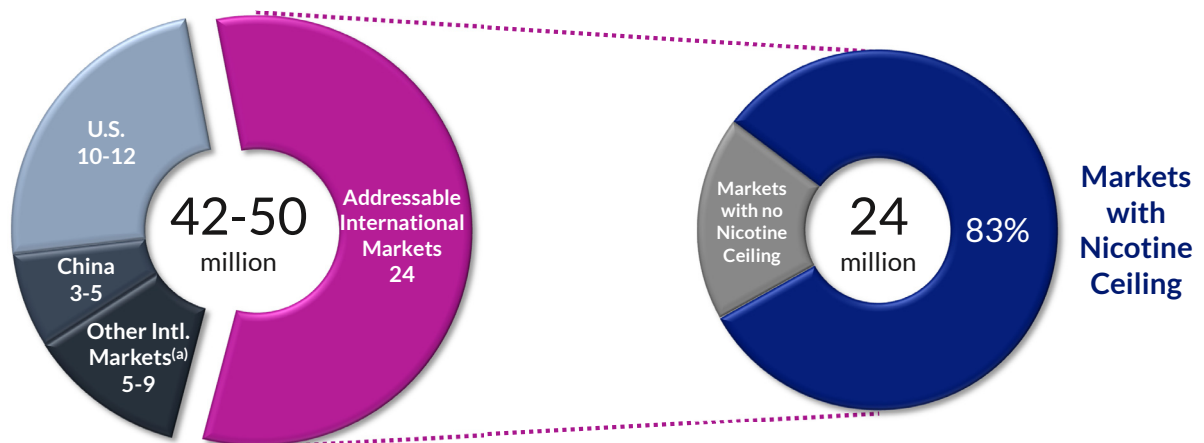 U.S.
10-12
China
3-5
Other Intl.
Markets(a)
5-9
42-50
million
Addressable
International
Markets
24
Markets
with no
Nicotine
Ceiling
24
million
83%
Markets
with
Nicotine
Ceiling